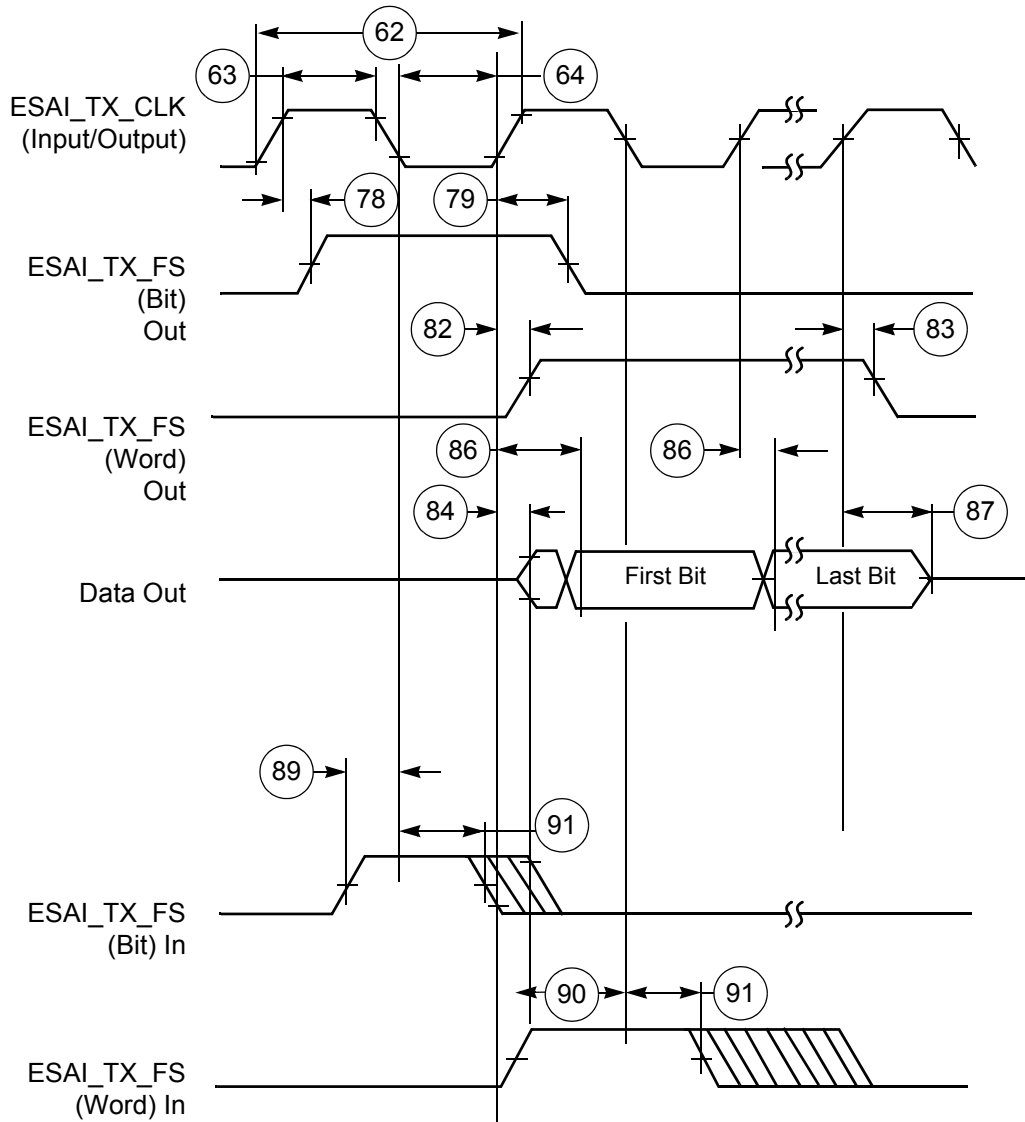 62
63
64
ESAI_TX_CLK
(Input/Output)
78
79
ESAI_TX_FS
(Bit)
Out
82
83
ESAI_TX_FS
(Word)
Out
86
86
84
87
Data Out
First Bit
Last Bit
89
91
ESAI_TX_FS
(Bit) In
90
91
ESAI_TX_FS
(Word) In